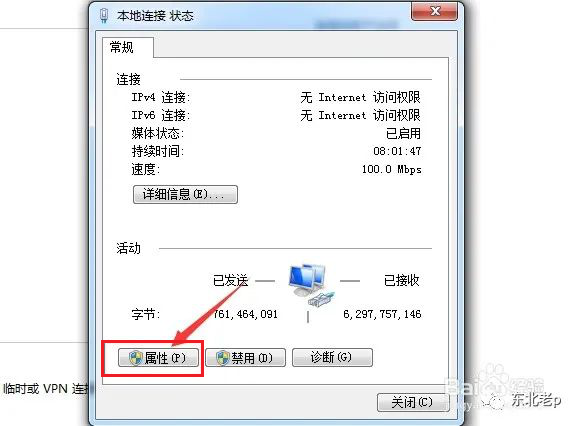 本地连接 状态
常规
连接
IPv4 连接: 无 Internet 访问权限
IPv6 连接: 无 Internet 访问权限
媒体状态: 已启用
持续时间: 08:01:47
速度: 100.0 Mbps
详细信息(E)...
活动
已发送 — — 已接收
字节: 761,464,091 | 6,297,757,146
属性(P) 禁用(D) 诊断(G)
临时或 VPN 连接
Baidu 经验
东北老p
关闭(C)